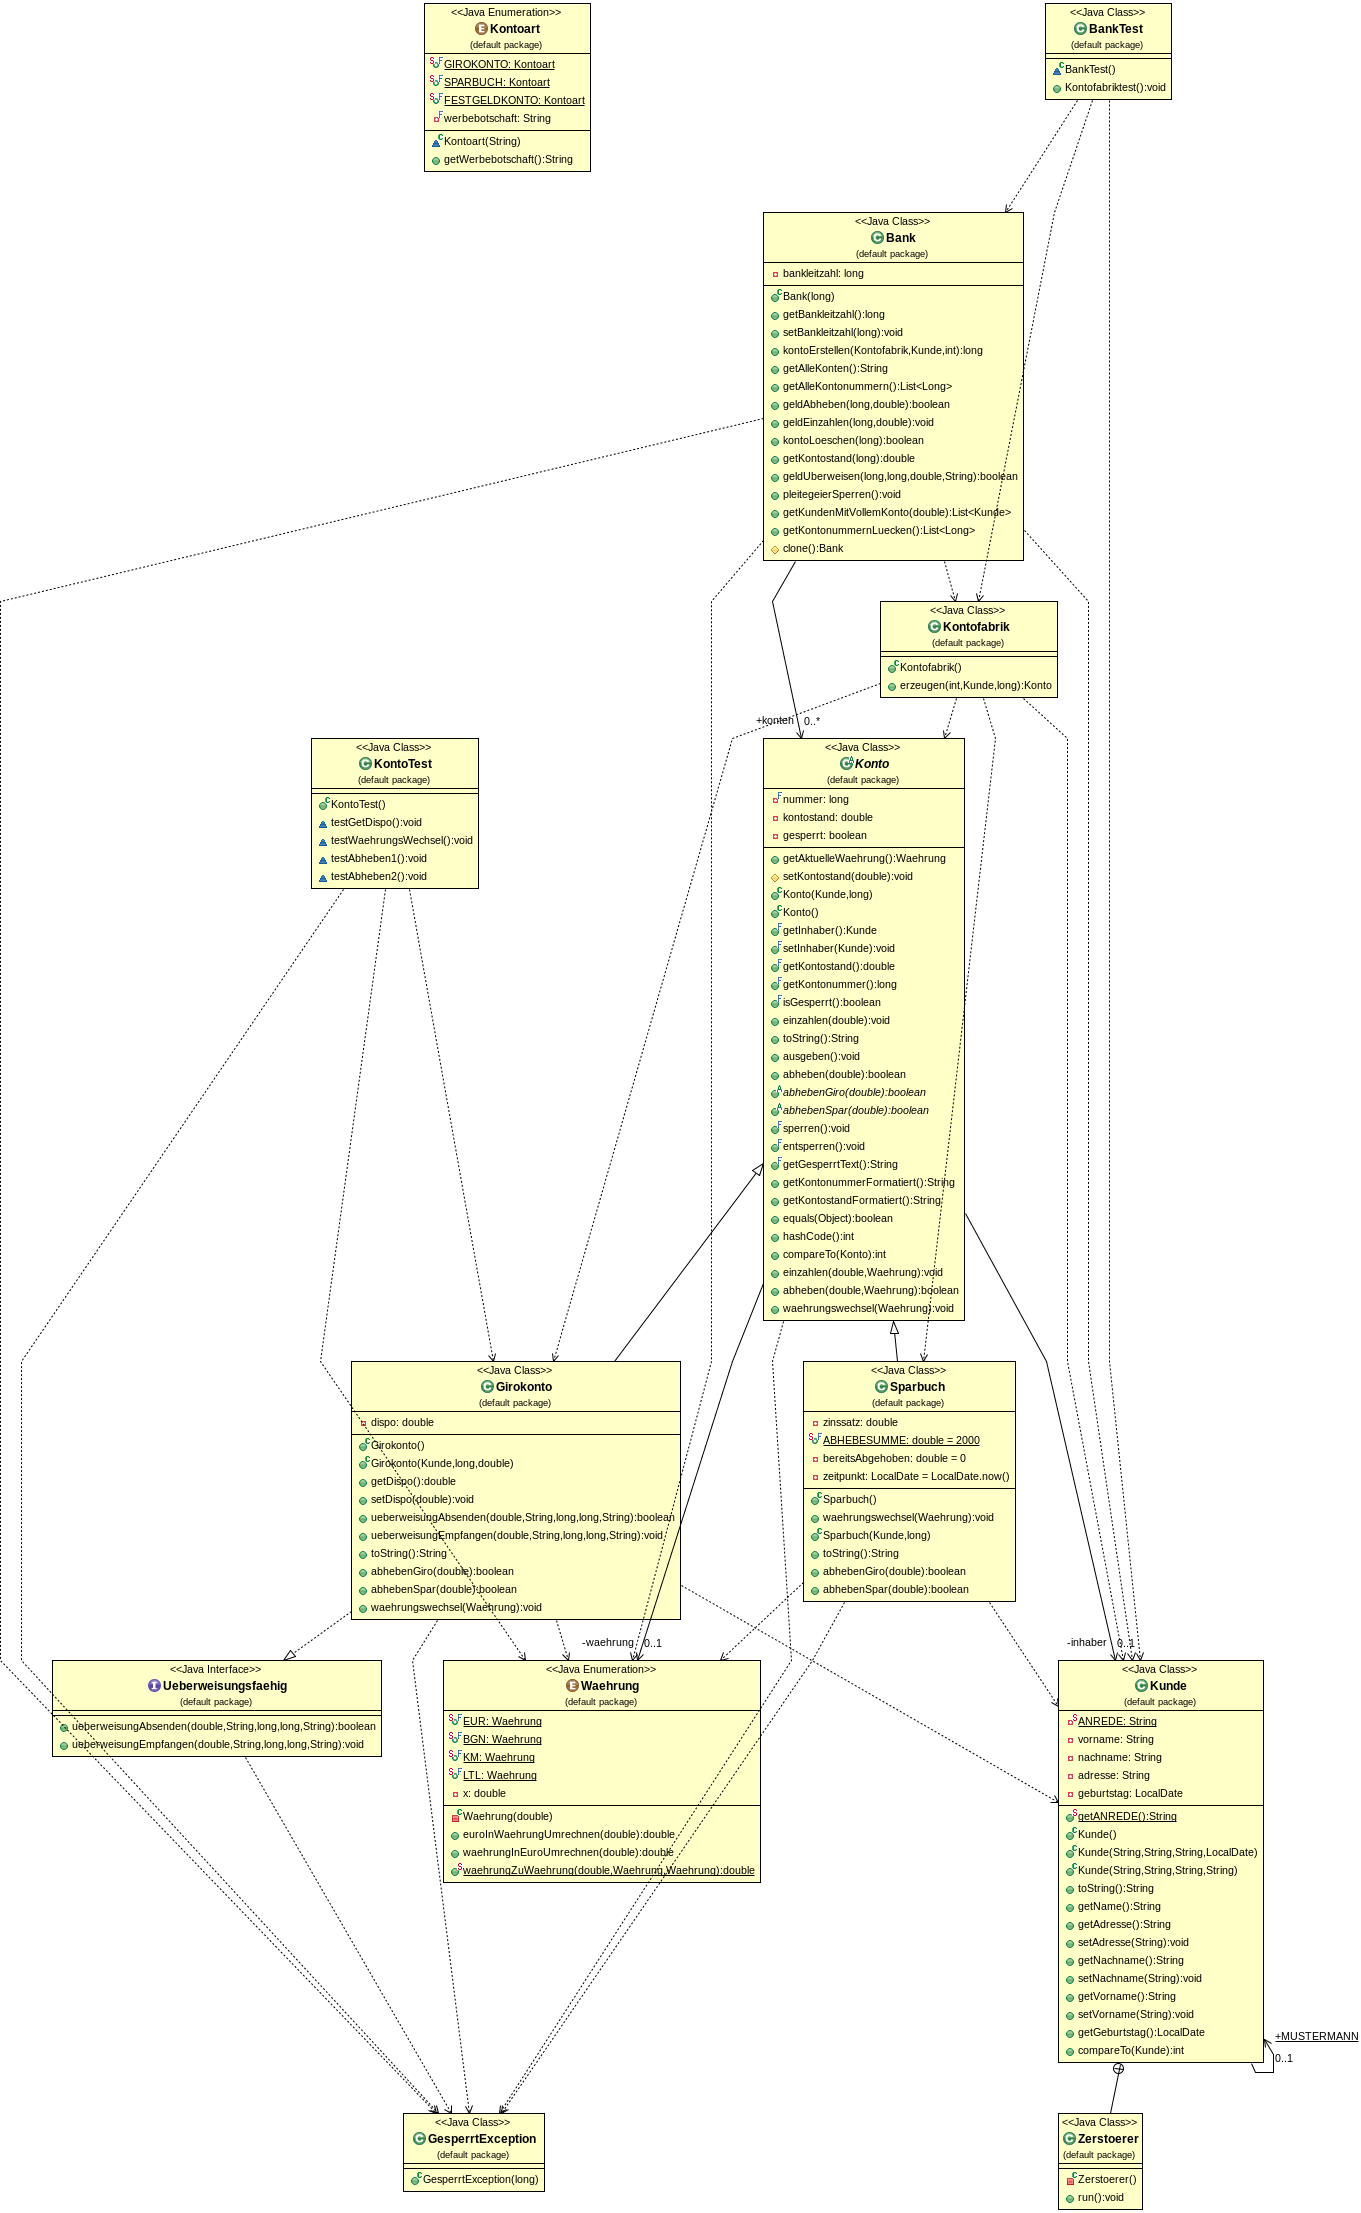 <<Java Enumeration>>
Kontoart
(default package)
GIROKONTO: Kontoart
SPARBUCH: Kontoart
FESTGELDKONTO: Kontoart
werbebotschaft: String
Kontoart(String)
getWerbebotschaft():String
<<Java Class>>
BankTest
(default package)
BankTest()
Kontofabriktest():void
<<Java Class>>
Bank
(default package)
bankleitzahl: long
Bank(long)
getBankleitzahl():long
setBankleitzahl(long):void
kontoErstellen(Kontofabrik,Kunde,int):long
getAlleKonten():String
getAlleKontonummern():List<Long>
geldAbheben(long,double):boolean
geldEinzahlen(long,double):void
kontoLoeschen(long):boolean
getKontostand(long):double
geldUberweisen(long,long,double,String):boolean
pleitegeierSperren():void
getKundenMitVollemKonto(double):List<Kunde>
getKontonummernLuecken():List<Long>
clone():Bank
<<Java Class>>
Kontofabrik
(default package)
Kontofabrik()
erzeugen(int,Kunde,long):Konto
+konten
0..*
<<Java Class>>
KontoTest
(default package)
KontoTest()
testGetDispo():void
testWaehrungsWechsel():void
testAbheben1():void
testAbheben2():void
<<Java Class>>
Konto
(default package)
nummer: long
kontostand: double
gesperrt: boolean
getAktuelleWaehrung():Waehrung
setKontostand(double):void
Konto(Kunde,long)
Konto()
getInhaber():Kunde
setInhaber(Kunde):void
getKontostand():double
getKontonummer():long
isGesperrt():boolean
einzahlen(double):void
toString():String
ausgeben():void
abheben(double):boolean
abhebenGiro(double):boolean
abhebenSpar(double):boolean
sperren():void
entsperren():void
getGesperrtText():String
getKontonummerFormatiert():String
getKontostandFormatiert():String
equals(Object):boolean
hashCode():int
compareTo(Konto):int
einzahlen(double,Waehrung):void
abheben(double,Waehrung):boolean
waehrungswechsel(Waehrung):void
<<Java Class>>
Girokonto
(default package)
dispo: double
Girokonto()
Girokonto(Kunde,long,double)
getDispo():double
setDispo(double):void
ueberweisungAbsenden(double,String,long,long,String):boolean
ueberweisungEmpfangen(double,String,long,long,String):void
toString():String
abhebenGiro(double):boolean
abhebenSpar(double):boolean
waehrungswechsel(Waehrung):void
<<Java Class>>
Sparbuch
(default package)
zinssatz: double
ABHEBESUMME: double = 2000
bereitsAbgehoben: double = 0
zeitpunkt: LocalDate = LocalDate.now()
Sparbuch()
waehrungswechsel(Waehrung):void
Sparbuch(Kunde,long)
toString():String
abhebenGiro(double):boolean
abhebenSpar(double):boolean
-waehrung
0..1
-inhaber
0..1
<<Java Interface>>
Ueberweisungsfaehig
(default package)
ueberweisungAbsenden(double,String,long,long,String):boolean
ueberweisungEmpfangen(double,String,long,long,String):void
<<Java Enumeration>>
Waehrung
(default package)
EUR: Waehrung
BGN: Waehrung
KM: Waehrung
LTL: Waehrung
x: double
Waehrung(double)
euroInWaehrungUmrechnen(double):double
waehrungInEuroUmrechnen(double):double
waehrungZuWaehrung(double,Waehrung,Waehrung):double
<<Java Class>>
Kunde
(default package)
ANREDE: String
vorname: String
nachname: String
adresse: String
geburtstag: LocalDate
getANREDE():String
Kunde()
Kunde(String,String,String,LocalDate)
Kunde(String,String,String,String)
toString():String
getName():String
getAdresse():String
setAdresse(String):void
getNachname():String
setNachname(String):void
getVorname():String
setVorname(String):void
getGeburtstag():LocalDate
compareTo(Kunde):int
+MUSTERMANN
0..1
<<Java Class>>
GesperrtException
(default package)
GesperrtException(long)
<<Java Class>>
Zerstoerer
(default package)
Zerstoerer()
run():void